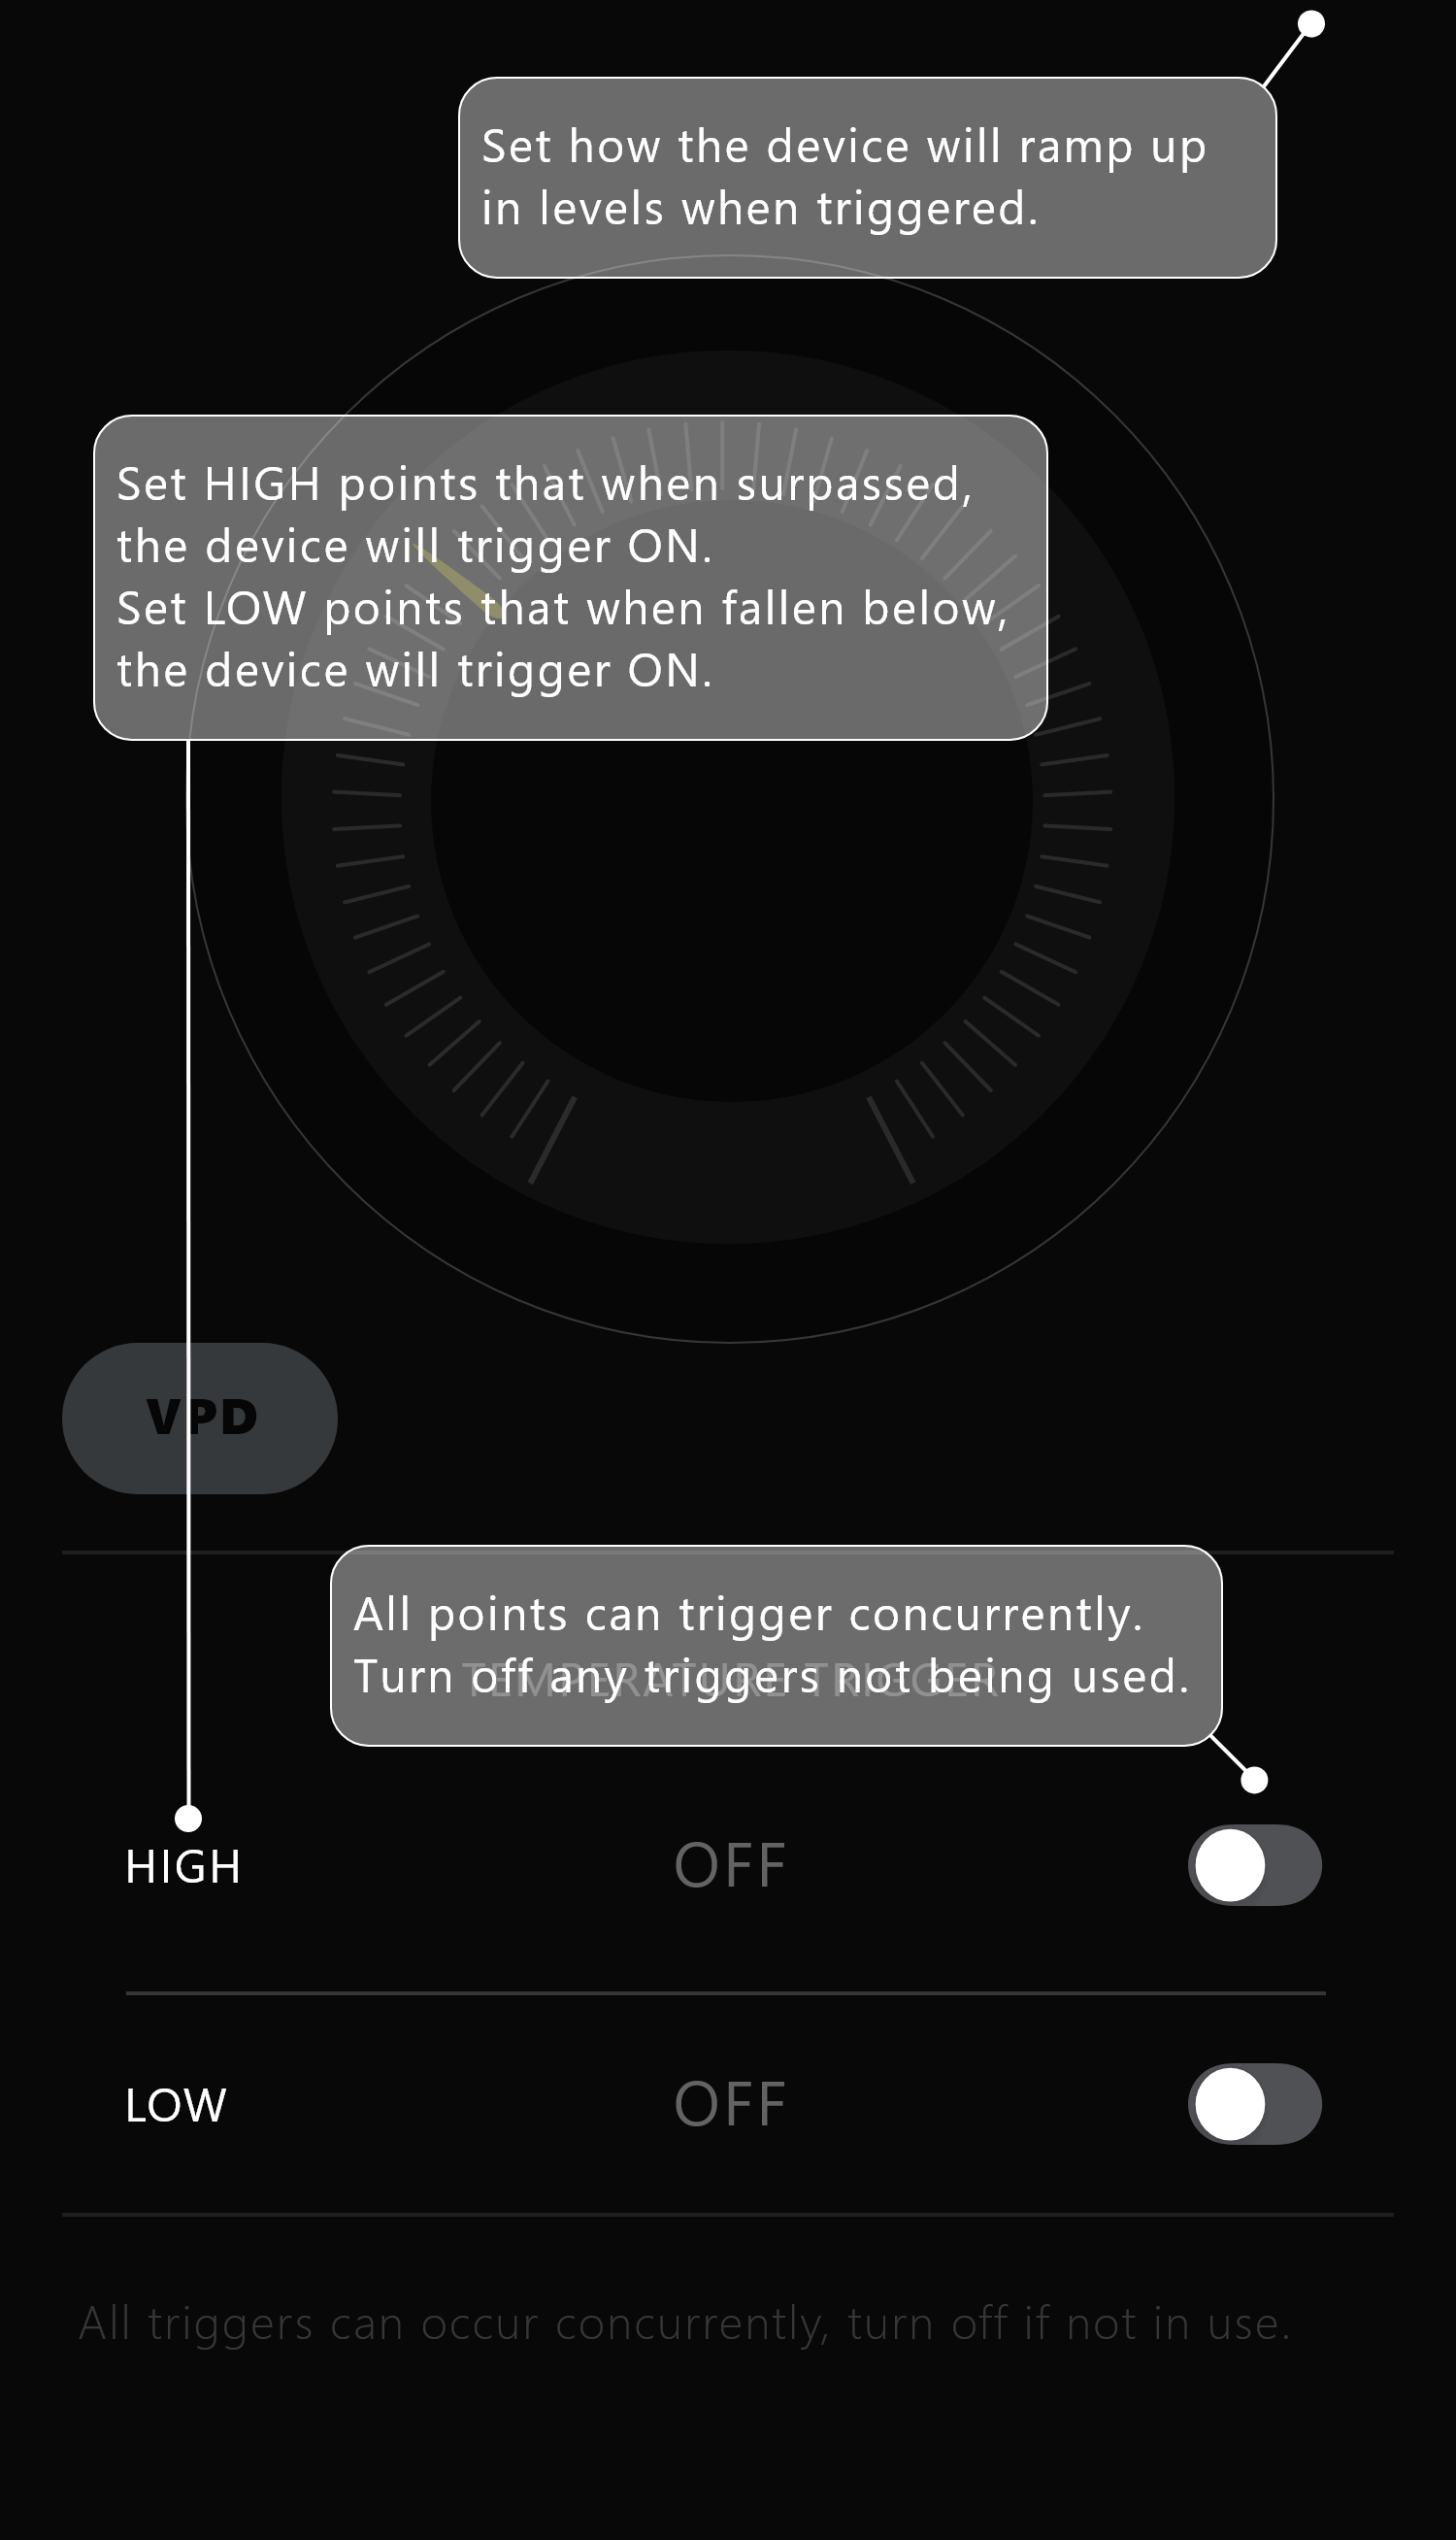 Set how the device will ramp up
in levels when triggered.
Set HIGH points that when surpassed,
the device will trigger ON.
Set LOW points that when fallen below,
the device will trigger ON.
VPD
All points can trigger concurrently.
Turn off any triggers not being used.
TEMPERATURE TRIGGER
HIGH OFF
LOW OFF
All triggers can occur concurrently, turn off if not in use.